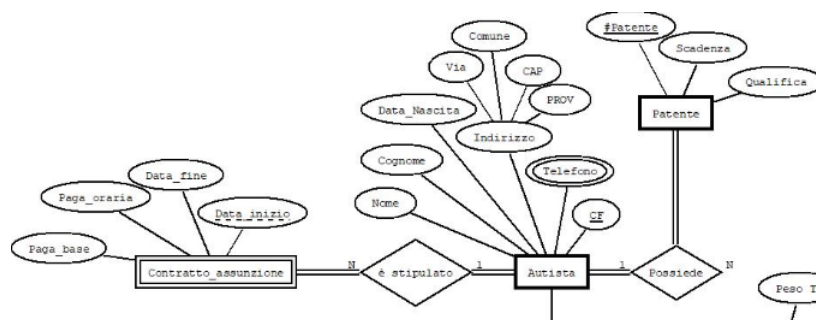 Comune
#Patente
Scadenza
Via
CAP
Qualifica
Data_Nascita
PROV
Patente
Indirizzo
Cognome
Telefono
Data_fine
Paga_oraria
Data_inizio
Nome
CF
Paga_base
Contratto_assunzione
N
è stipulato
1
Autista
1
Possiede
N
Peso T